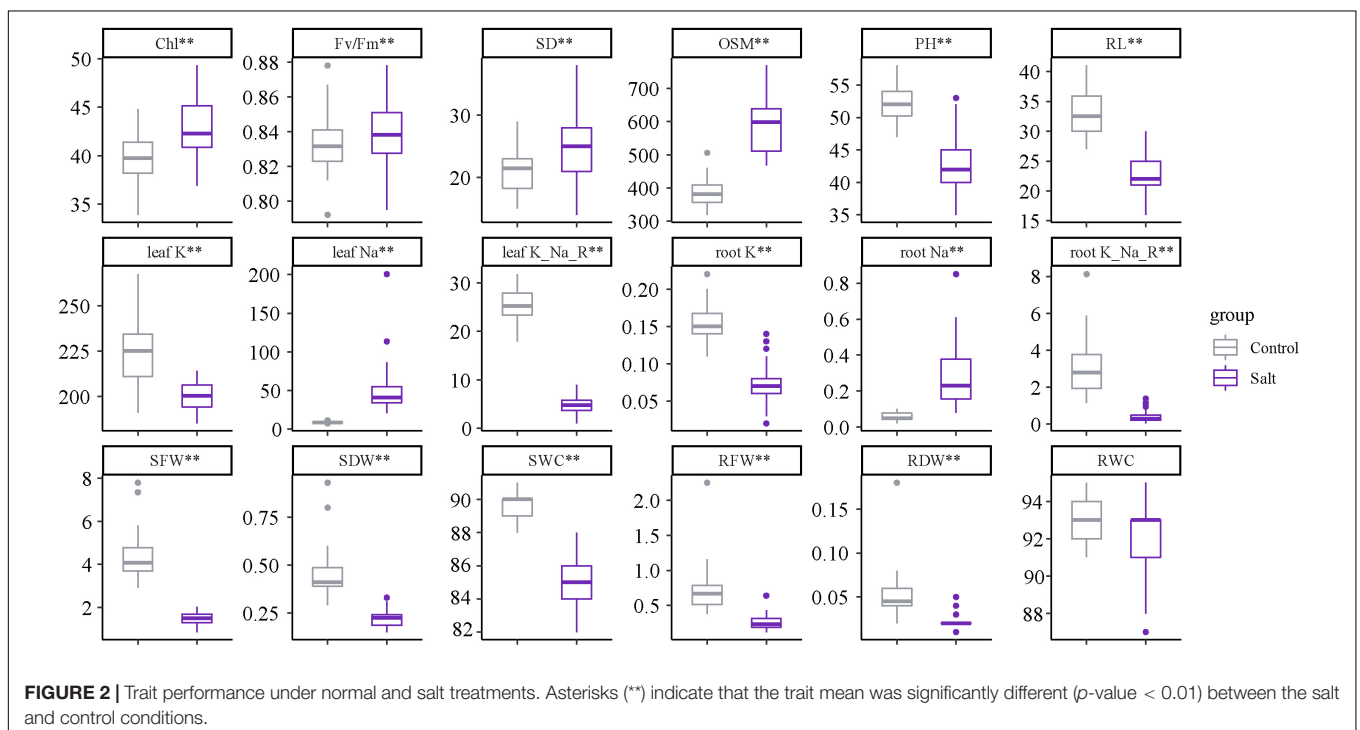 Chl** Fv/Fm** SD** OSM** PH** RL**
50 45 40 35
0.88 0.86 0.84 0.82 0.80
30 20
700 600 500 400 300
55 50 45 40 35
40 35 30 25 20 15
leaf K** leaf Na** leaf K_Na_R** root K** root Na** root K_Na_R**
250 225 200
200 150 100 50 0
30 20 10 0
0.20 0.15 0.10 0.05
0.8 0.6 0.4 0.2 0.0
8 6 4 2 0
group
Control
Salt
SFW** SDW** SWC** RFW** RDW** RWC
8 6 4 2
0.75 0.50 0.25
90 88 86 84 82
2.0 1.5 1.0 0.5
0.15 0.10 0.05
94 92 90 88
FIGURE 2 | Trait performance under normal and salt treatments. Asterisks (**) indicate that the trait mean was significantly different (p-value < 0.01) between the salt
and control conditions.